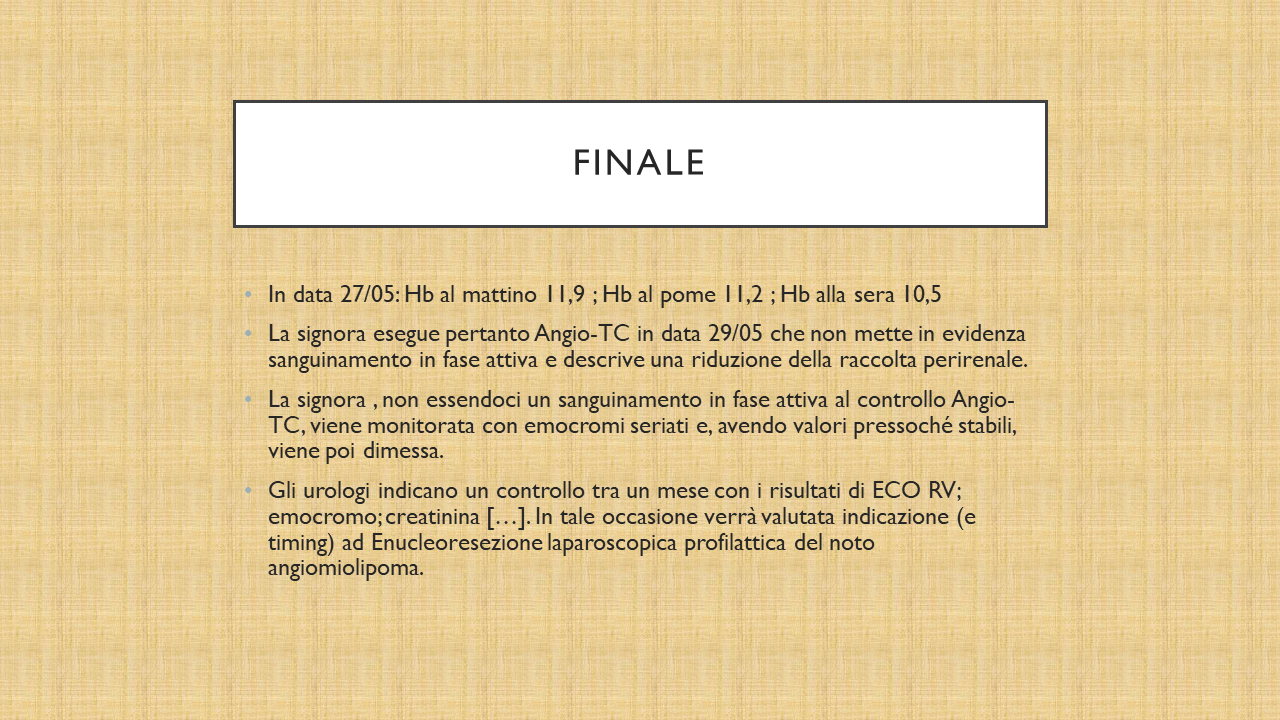 FINALE
• In data 27/05: Hb al mattino 11,9 ; Hb al pome 11,2 ; Hb alla sera 10,5
• La signora esegue pertanto Angio-TC in data 29/05 che non mette in evidenza
sanguinamento in fase attiva e descrive una riduzione della raccolta perirenale.
• La signora , non essendoci un sanguinamento in fase attiva al controllo Angio-
TC, viene monitorata con emocromi seriati e, avendo valori pressoché stabili,
viene poi dimessa.
• Gli urologi indicano un controllo tra un mese con i risultati di ECO RV;
emocromo; creatinina […]. In tale occasione verrà valutata indicazione (e
timing) ad Enucleoresezione laparoscopica profilattica del noto
angiomiolipoma.